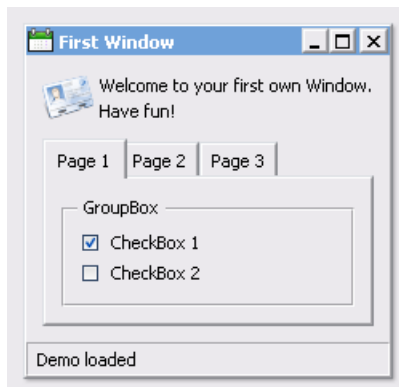 First Window
Welcome to your first own Window.
Have fun!
Page 1 Page 2 Page 3
GroupBox
CheckBox 1
CheckBox 2
Demo loaded